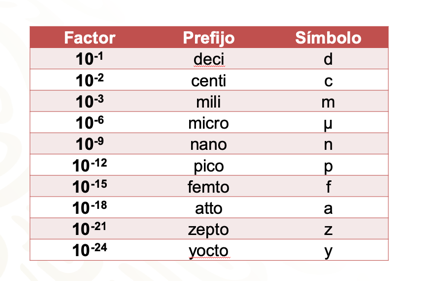 Factor Prefijo Símbolo
10⁻¹ deci d
10⁻² centi c
10⁻³ mili m
10⁻⁶ micro μ
10⁻⁹ nano n
10⁻¹² pico p
10⁻¹⁵ femto f
10⁻¹⁸ atto a
10⁻²¹ zepto z
10⁻²⁴ yocto y